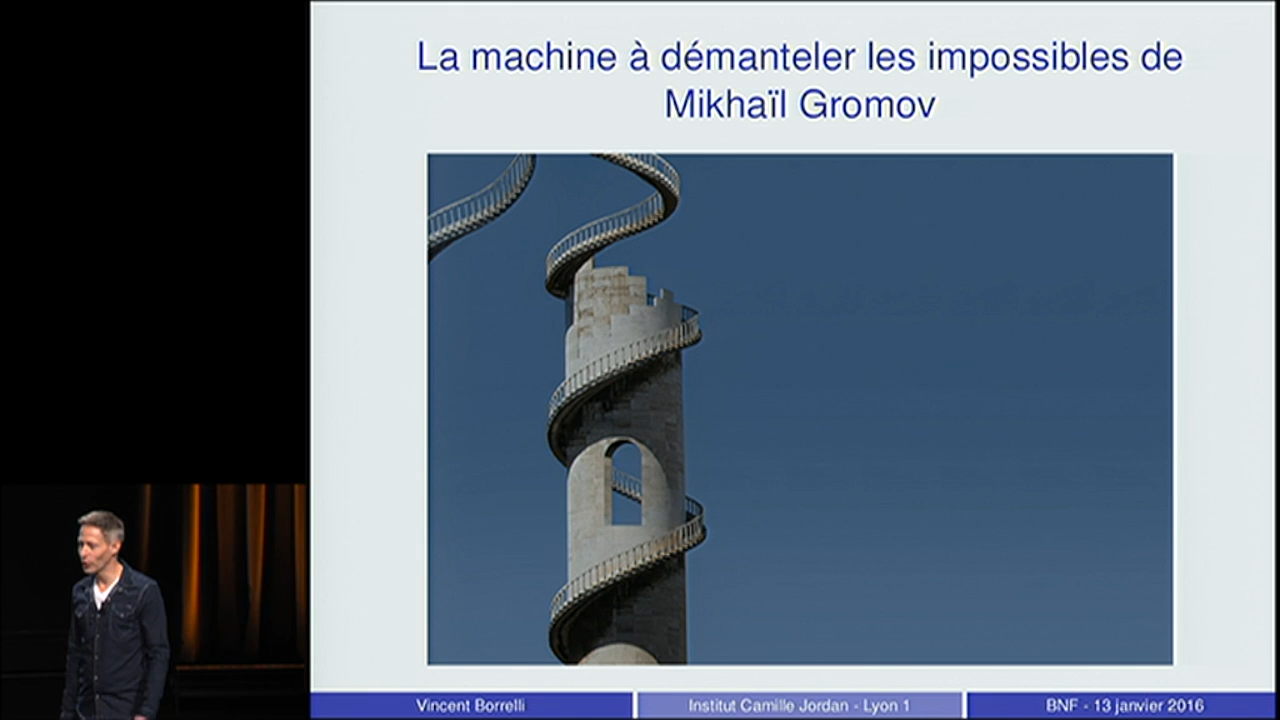 La machine à démanteler les impossibles de
Mikhaïl Gromov
Vincent Borrelli
Institut Camille Jordan - Lyon 1
BNF - 13 janvier 2016